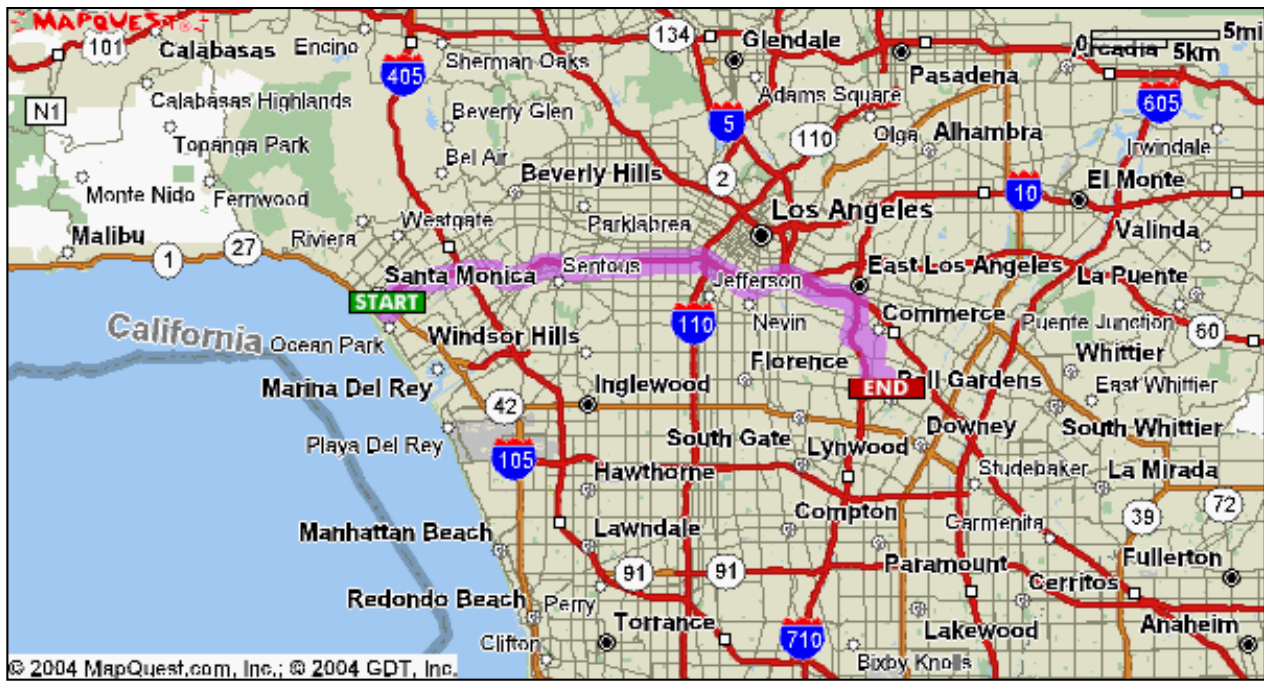 MAPQUEST
101
Calabasas
Encino
405
Sherman Oaks
134
Glendale
Pasadena
Arcadia
0
5mi
5km
N1
Calabasas Highlands
Beverly Glen
Adams Square
5
110
Olga
Alhambra
605
Irwindale
Topanga Park
Bel Air
Beverly Hills
2
10
El Monte
Monte Nido
Fernwood
Westgate
Parklabrea
Los Angeles
Valinda
Malibu
Riviera
1
27
Santa Monica
Sentous
Jefferson
East Los Angeles
La Puente
START
California
Ocean Park
Windsor Hills
110
Nevin
Commerce
Puente Junction
60
Marina Del Rey
Florence
Whittier
END
Bell Gardens
East Whittier
Inglewood
42
Playa Del Rey
South Gate
Lynwood
Downey
South Whittier
105
Hawthorne
Studebaker
La Mirada
Manhattan Beach
Lawndale
Compton
Carmenita
39
72
91
91
Paramount
Fullerton
Cerritos
Redondo Beach
Perry
Torrance
710
Lakewood
Anaheim
Clifton
Bixby Knolls
© 2004 MapQuest.com, Inc.; © 2004 GDT, Inc.